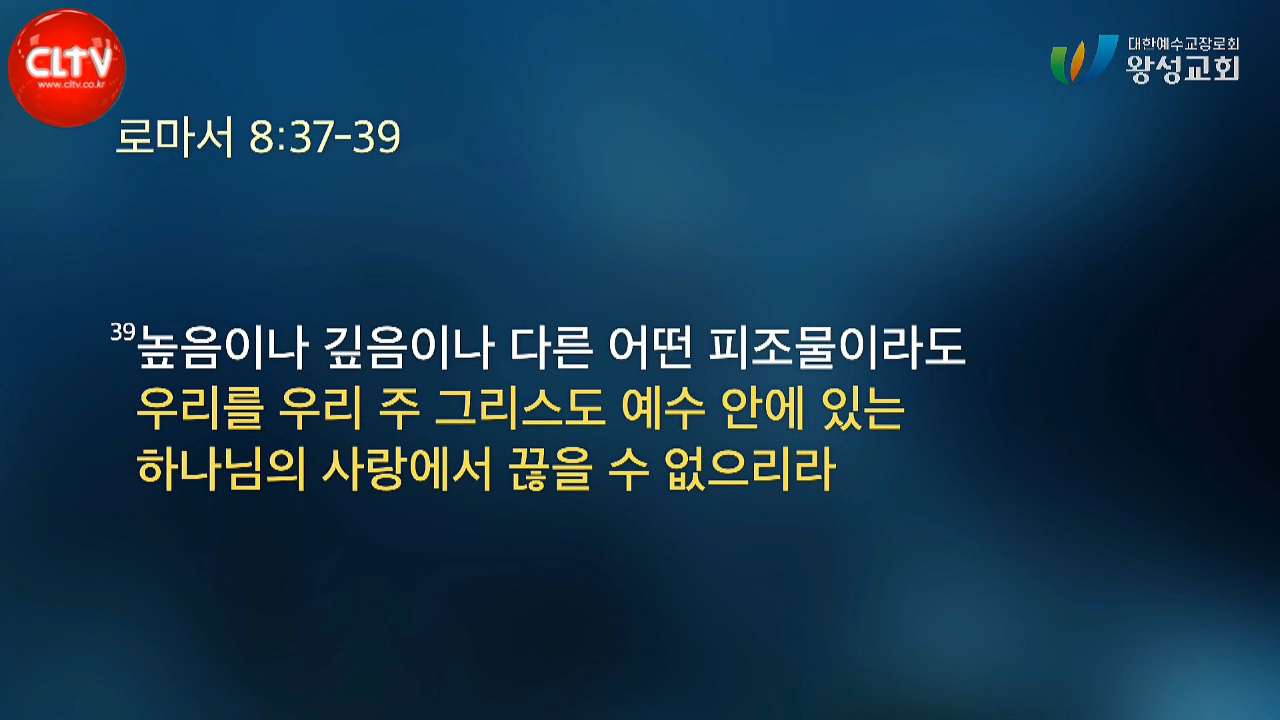 CLTV
www.cltv.co.kr
대한예수교장로회
왕성교회
로마서 8:37-39
39높음이나 깊음이나 다른 어떤 피조물이라도
우리를 우리 주 그리스도 예수 안에 있는
하나님의 사랑에서 끊을 수 없으리라